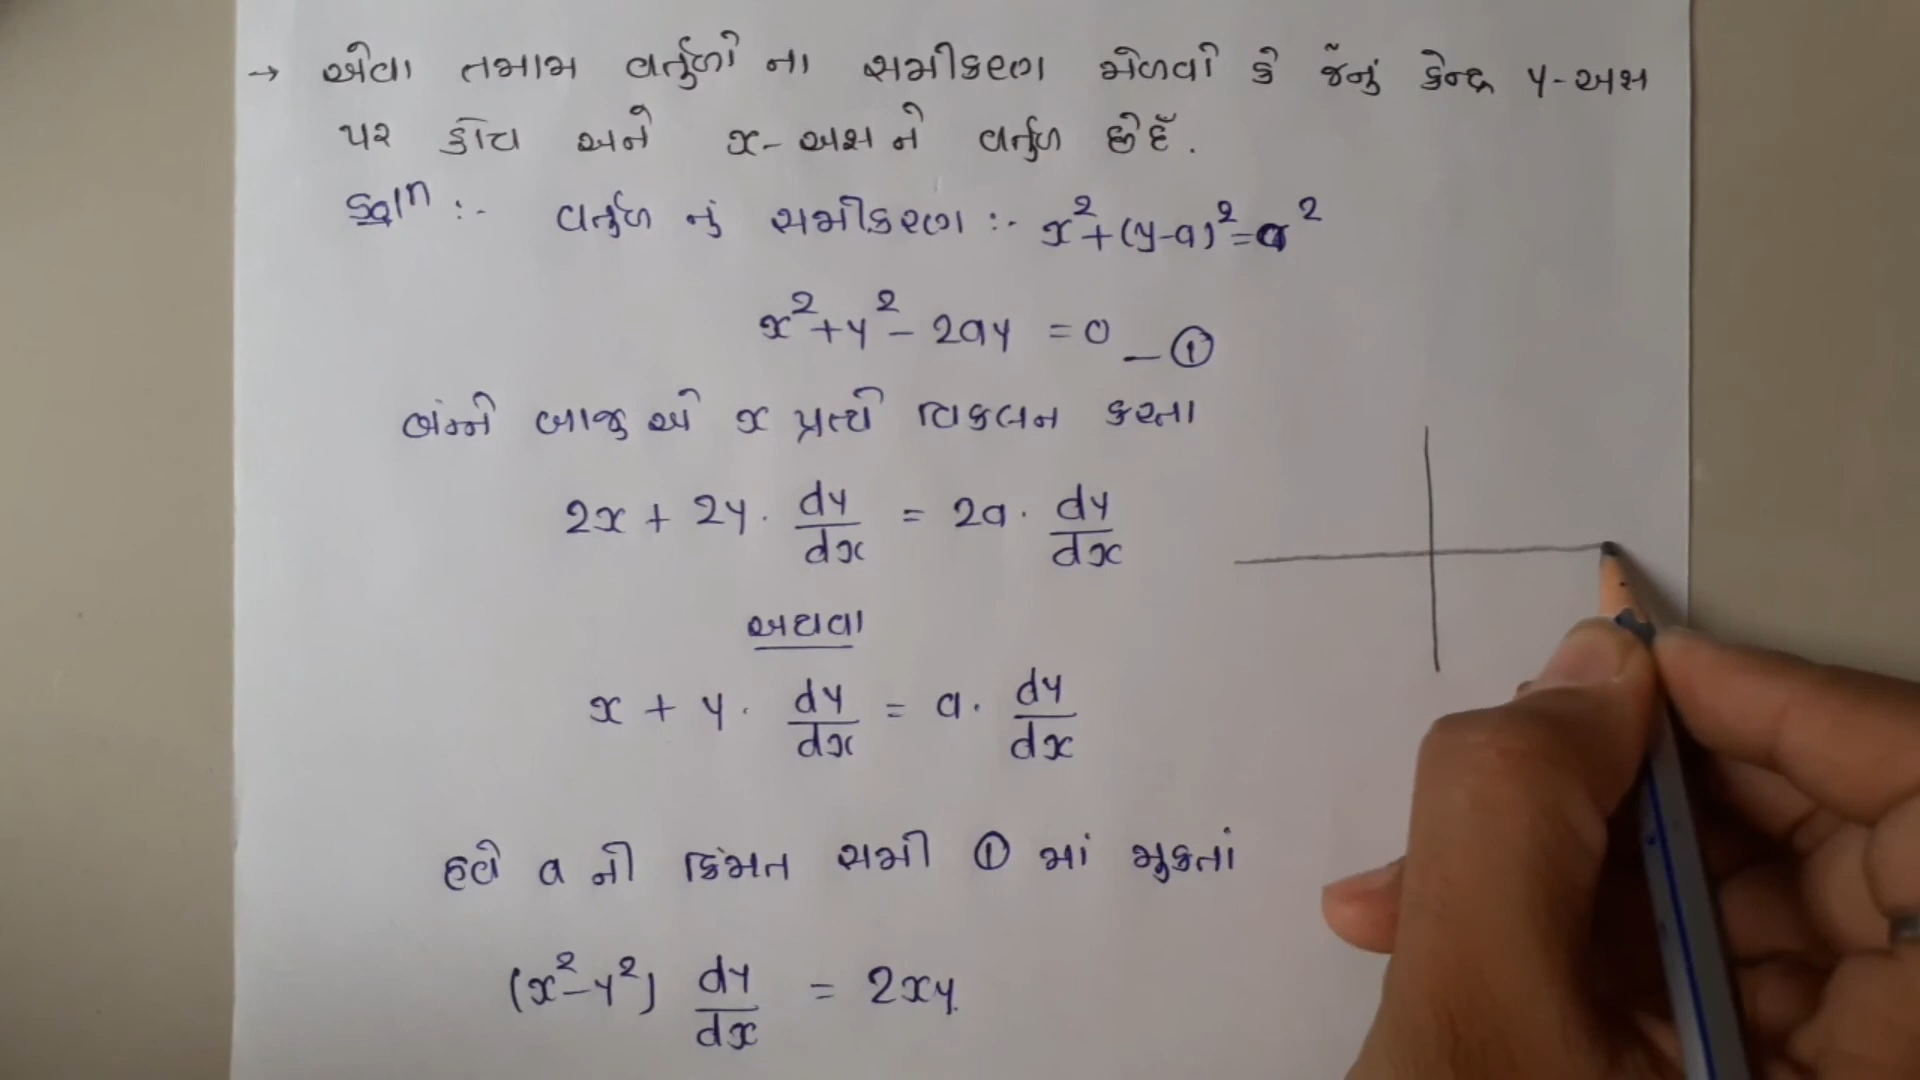 → એવા તમામ વર્તુળો ના સમીકરણ મેળવો કે જેનું કેન્દ્ર y-અક્ષ
પર હોય અને x-અક્ષ ને વર્તુળ છેદે.
Solⁿ :- વર્તુળ નું સમીકરણ :- x²+(y-a)²=a²
x²+y²-2ay = 0 — ①
બંન્ને બાજુ એ x પ્રત્યે વિકલન કરતા
2x + 2y · dy/dx = 2a · dy/dx
અથવા
x + y · dy/dx = a · dy/dx
હવે a ની કિંમત સમી ① માં મુકતાં
(x²-y²) dy/dx = 2xy.